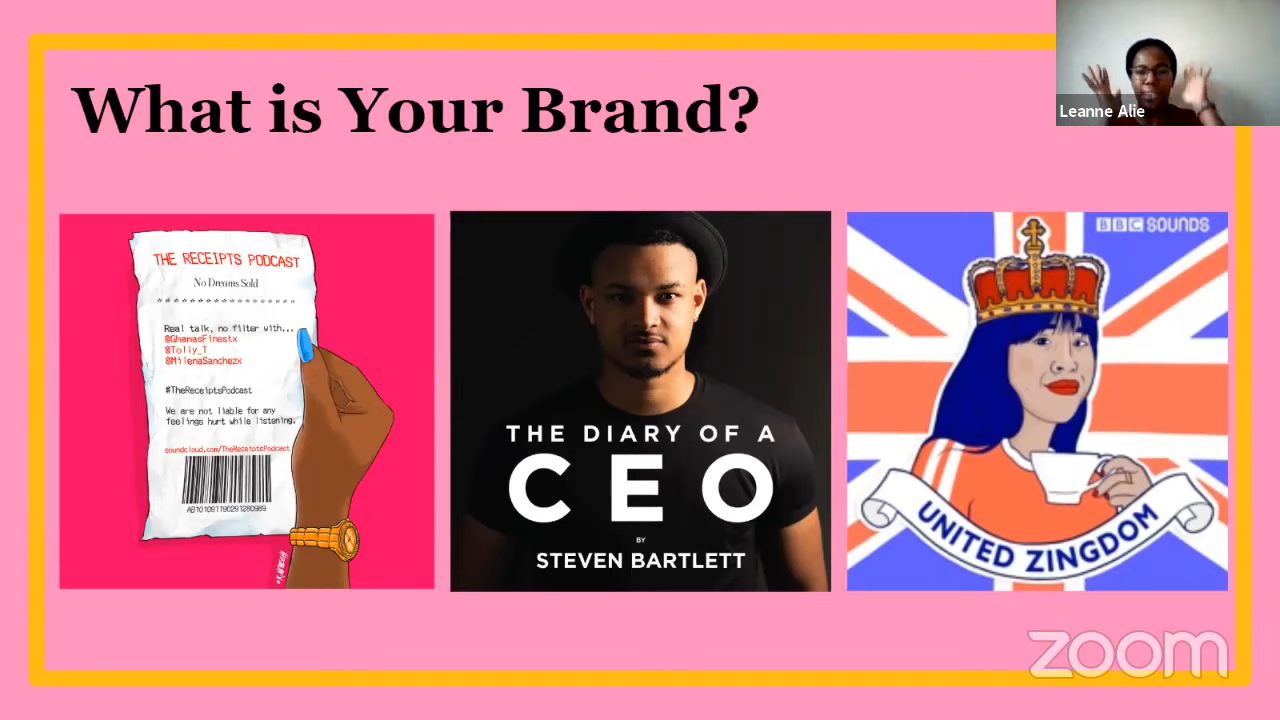 What is Your Brand?
Leanne Alie
THE RECEIPTS PODCAST
No Dreams Sold
* * * * * * * * * * * * * * * * * *
Real talk, no filter with...
@GhanasFinestx
@Tolly_T
@MilenaSanchezx
#TheReceiptsPodcast
We are not liable for any
feelings hurt while listening.
soundcloud.com/TheReceiptsPodcast
THE DIARY OF A
CEO
BY
STEVEN BARTLETT
BBC SOUNDS
UNITED ZINGDOM
zoom